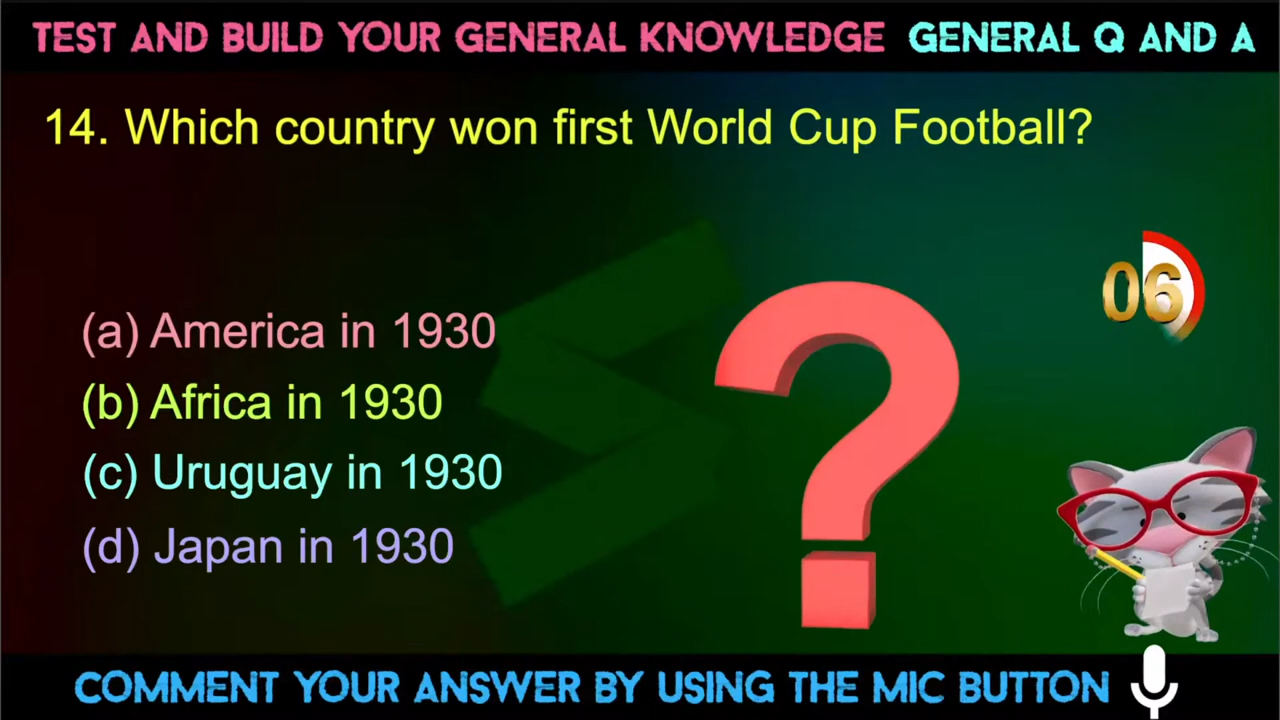 TEST AND BUILD YOUR GENERAL KNOWLEDGE GENERAL Q AND A
14. Which country won first World Cup Football?
06
(a) America in 1930
(b) Africa in 1930
(c) Uruguay in 1930
(d) Japan in 1930
COMMENT YOUR ANSWER BY USING THE MIC BUTTON